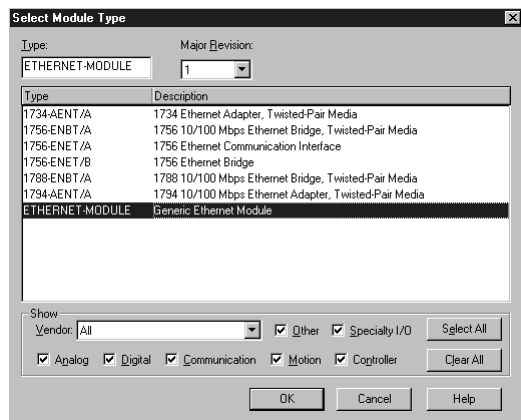 Select Module Type
Type: Major Revision:
ETHERNET-MODULE 1
Type Description
1734-AENT/A 1734 Ethernet Adapter, Twisted-Pair Media
1756-ENBT/A 1756 10/100 Mbps Ethernet Bridge, Twisted-Pair Media
1756-ENET/A 1756 Ethernet Communication Interface
1756-ENET/B 1756 Ethernet Bridge
1788-ENBT/A 1788 10/100 Mbps Ethernet Bridge, Twisted-Pair Media
1794-AENT/A 1794 10/100 Mbps Ethernet Adapter, Twisted-Pair Media
ETHERNET-MODULE Generic Ethernet Module
Show
Vendor: All Other Specialty I/O Select All
Analog Digital Communication Motion Controller Clear All
OK Cancel Help